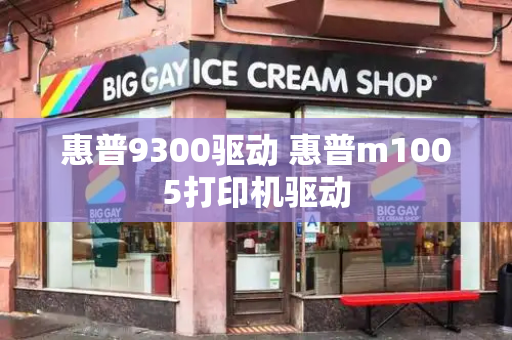 BIG GAY ICE CREAM SHOP
惠普9300驱动 惠普m100
5打印机驱动
BIG GAY
ICE CREAM
BIG GAY
ICE CREAM
SHOP
A